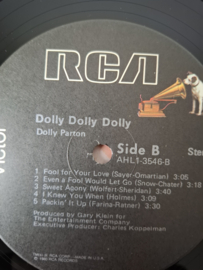 RCA
Dolly Dolly Dolly
Dolly Parton
Side B
Ster
AHL1-3546-B
Victor
1 Fool for Your Love (Sayer-Omartian) 3:05
2 Even a Fool Would Let Go (Snow-Chater) 3:18
3 Sweet Agony (Wolfert-Sheridan) 3:40
4 I Knew You When (Holmes) 3:09
5 Packin' It Up (Farina-Ratner) 3:30
Produced by Gary Klein for
The Entertainment Company
Executive Producer: Charles Koppelman